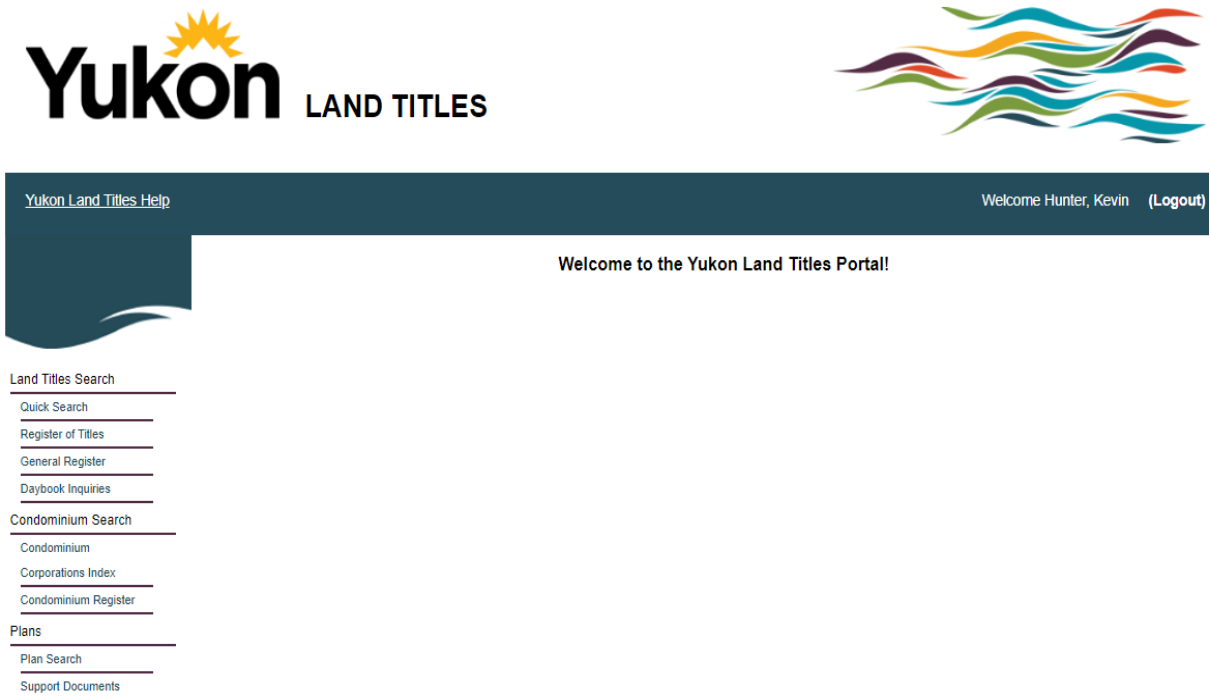 Yukon LAND TITLES
Yukon Land Titles Help
Welcome Hunter, Kevin (Logout)
Welcome to the Yukon Land Titles Portal!
Land Titles Search
Quick Search
Register of Titles
General Register
Daybook Inquiries
Condominium Search
Condominium
Corporations Index
Condominium Register
Plans
Plan Search
Support Documents